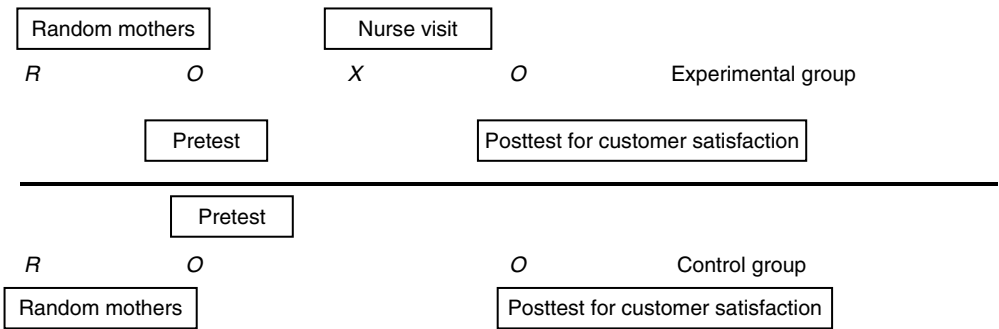 Random mothers Nurse visit
R O X O Experimental group
Pretest Posttest for customer satisfaction
Pretest
R O O Control group
Random mothers Posttest for customer satisfaction